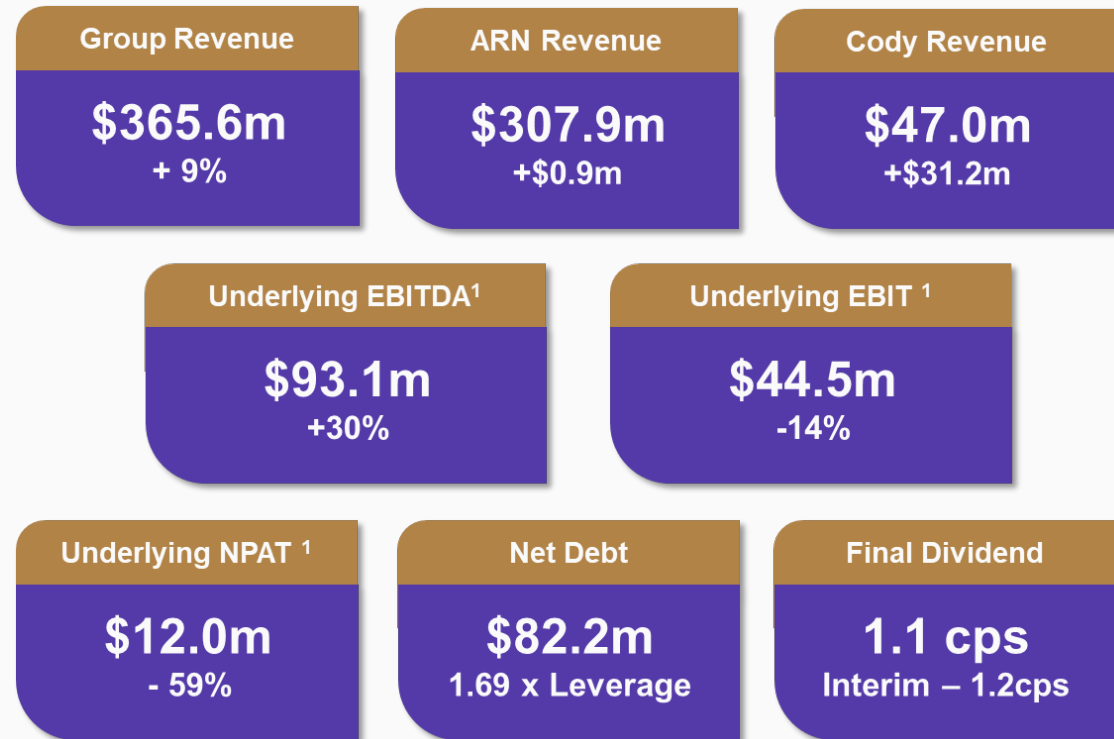 Group Revenue
$365.6m
+ 9%
ARN Revenue
$307.9m
+$0.9m
Cody Revenue
$47.0m
+$31.2m
Underlying EBITDA¹
$93.1m
+30%
Underlying EBIT ¹
$44.5m
-14%
Underlying NPAT ¹
$12.0m
- 59%
Net Debt
$82.2m
1.69 x Leverage
Final Dividend
1.1 cps
Interim – 1.2cps